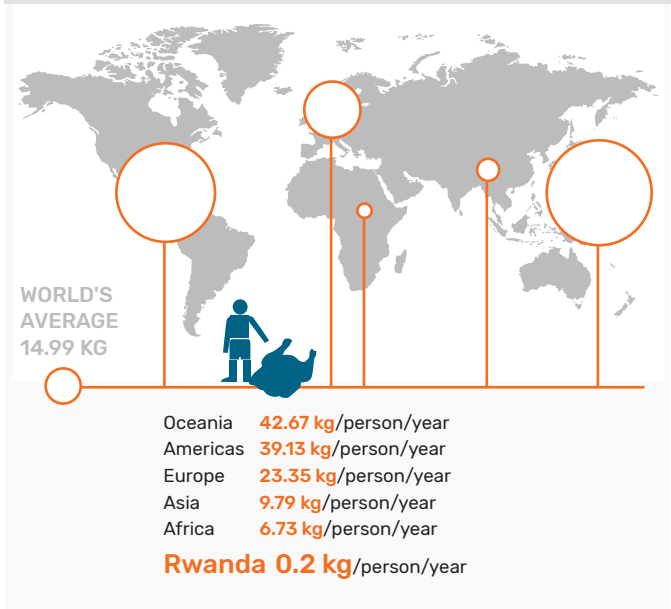 WORLD'S
AVERAGE
14.99 KG
Oceania 42.67 kg/person/year
Americas 39.13 kg/person/year
Europe 23.35 kg/person/year
Asia 9.79 kg/person/year
Africa 6.73 kg/person/year
Rwanda 0.2 kg/person/year